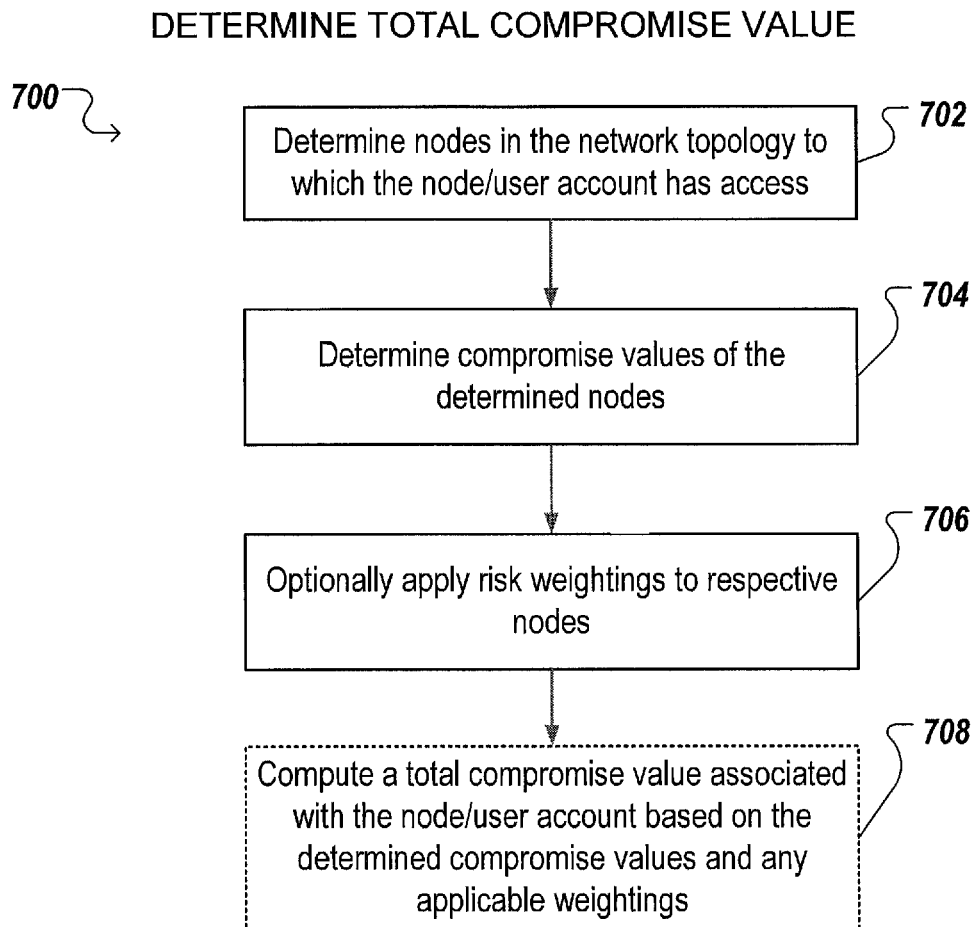 DETERMINE TOTAL COMPROMISE VALUE
700
702
Determine nodes in the network topology to
which the node/user account has access
704
Determine compromise values of the
determined nodes
706
Optionally apply risk weightings to respective
nodes
708
Compute a total compromise value associated
with the node/user account based on the
determined compromise values and any
applicable weightings